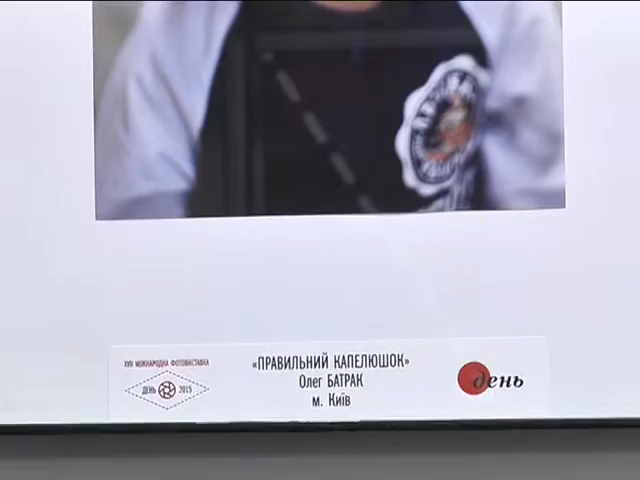 XVII МІЖНАРОДНА ФОТОВИСТАВКА
ДЕНЬ 2015
«ПРАВИЛЬНИЙ КАПЕЛЮШОК»
Олег БАТРАК
м. Київ
день